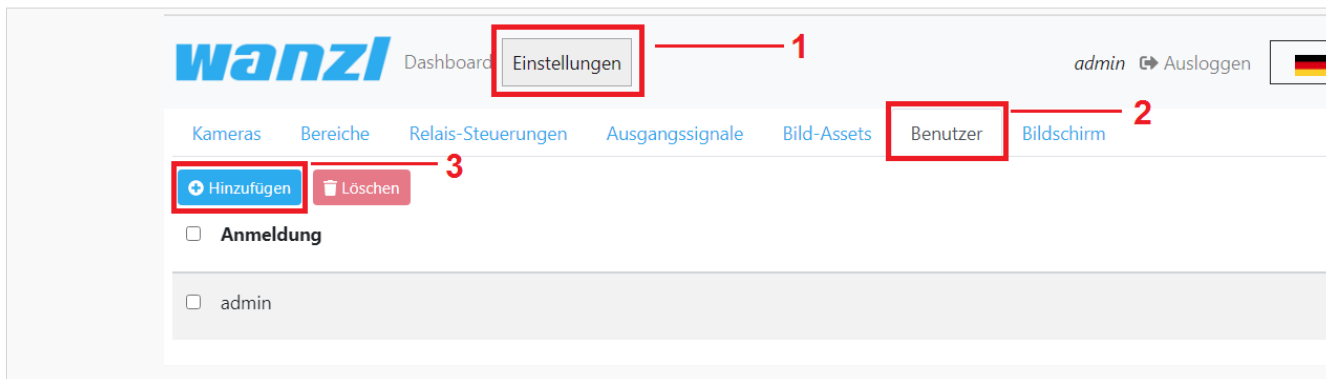 wanzl Dashboard Einstellungen 1 admin Ausloggen
Kameras Bereiche Relais-Steuerungen Ausgangssignale Bild-Assets Benutzer Bildschirm 2
Hinzufügen Löschen 3
Anmeldung
admin